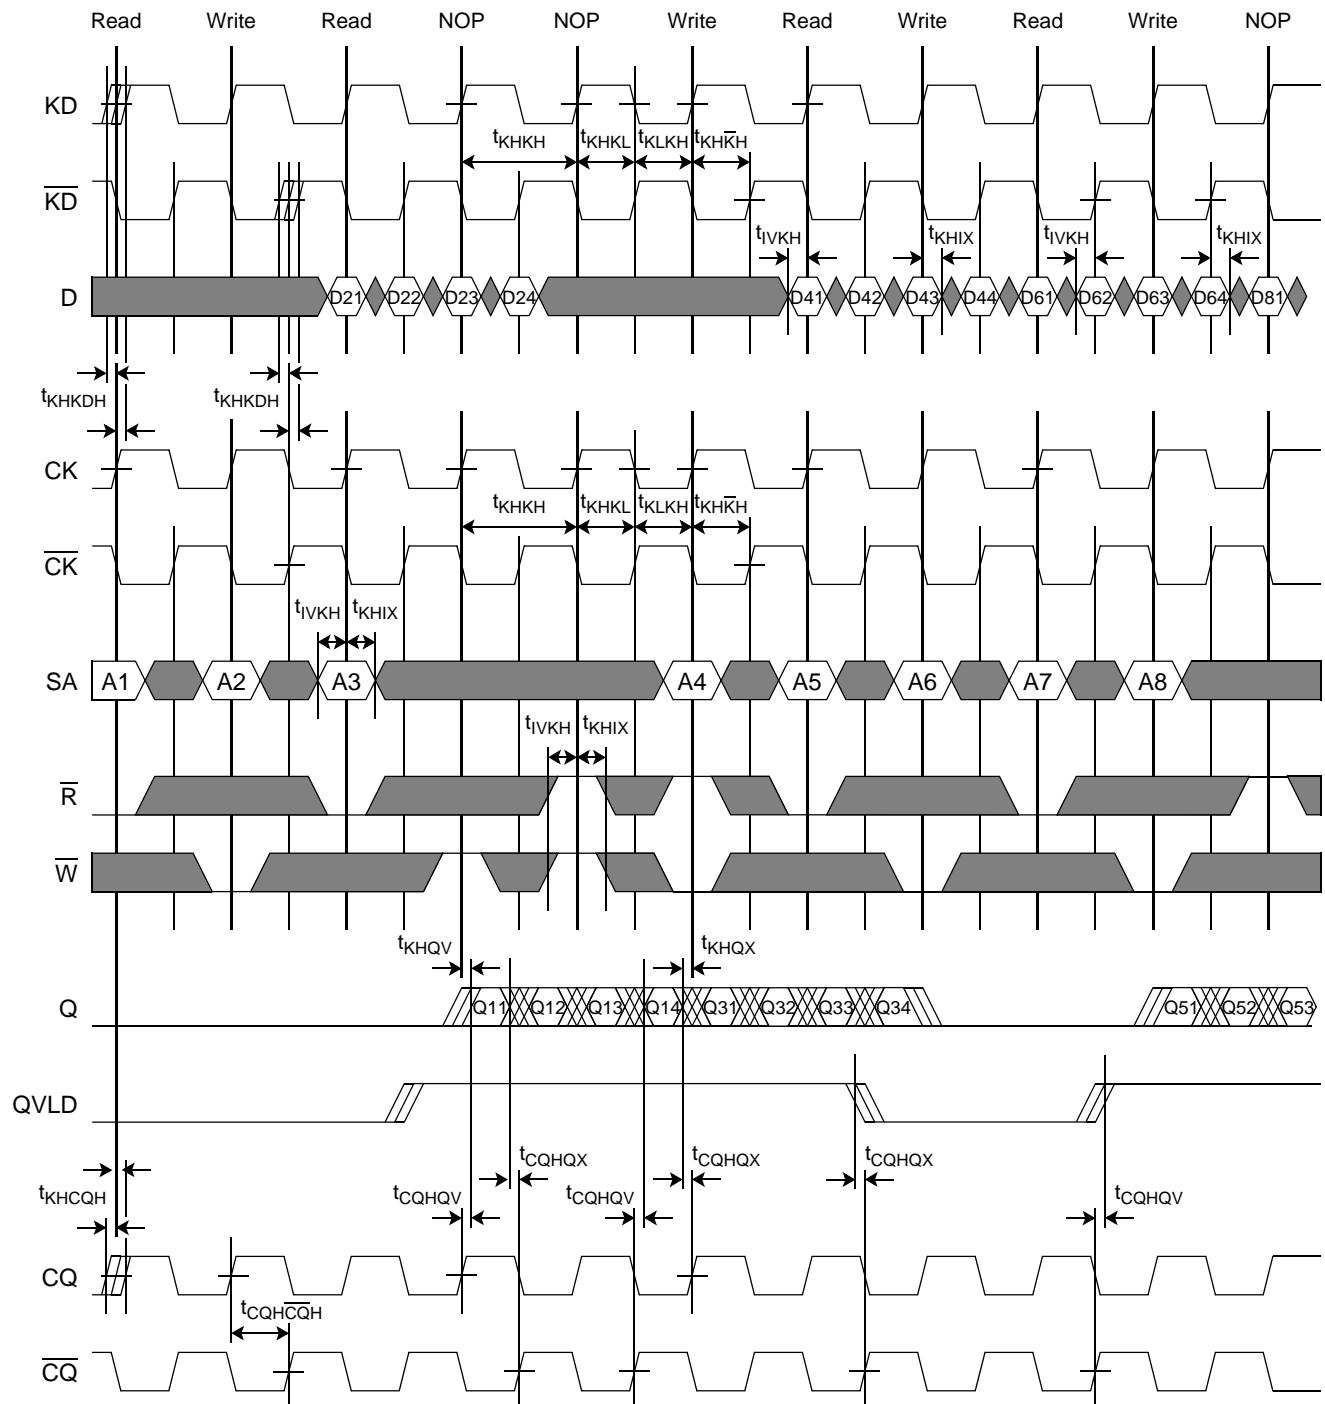 Read Write Read NOP NOP Write Read Write Read Write NOP
KD
tKHKH tKHKL tKLKH tKHK̅H
K̅D̅
tIVKH tKHIX tIVKH tKHIX
D D21 D22 D23 D24 D41 D42 D43 D44 D61 D62 D63 D64 D81
tKHKDH tKHKDH
CK
tKHKH tKHKL tKLKH tKHK̅H
C̅K̅
tIVKH tKHIX
SA A1 A2 A3 A4 A5 A6 A7 A8
tIVKH tKHIX
R̅
W̅
tKHQV tKHQX
Q Q11 Q12 Q13 Q14 Q31 Q32 Q33 Q34 Q51 Q52 Q53
QVLD
tCQHQX tCQHQX tCQHQX
tKHCQH tCQHQV tCQHQV tCQHQV
CQ
tCQHC̅Q̅H
C̅Q̅